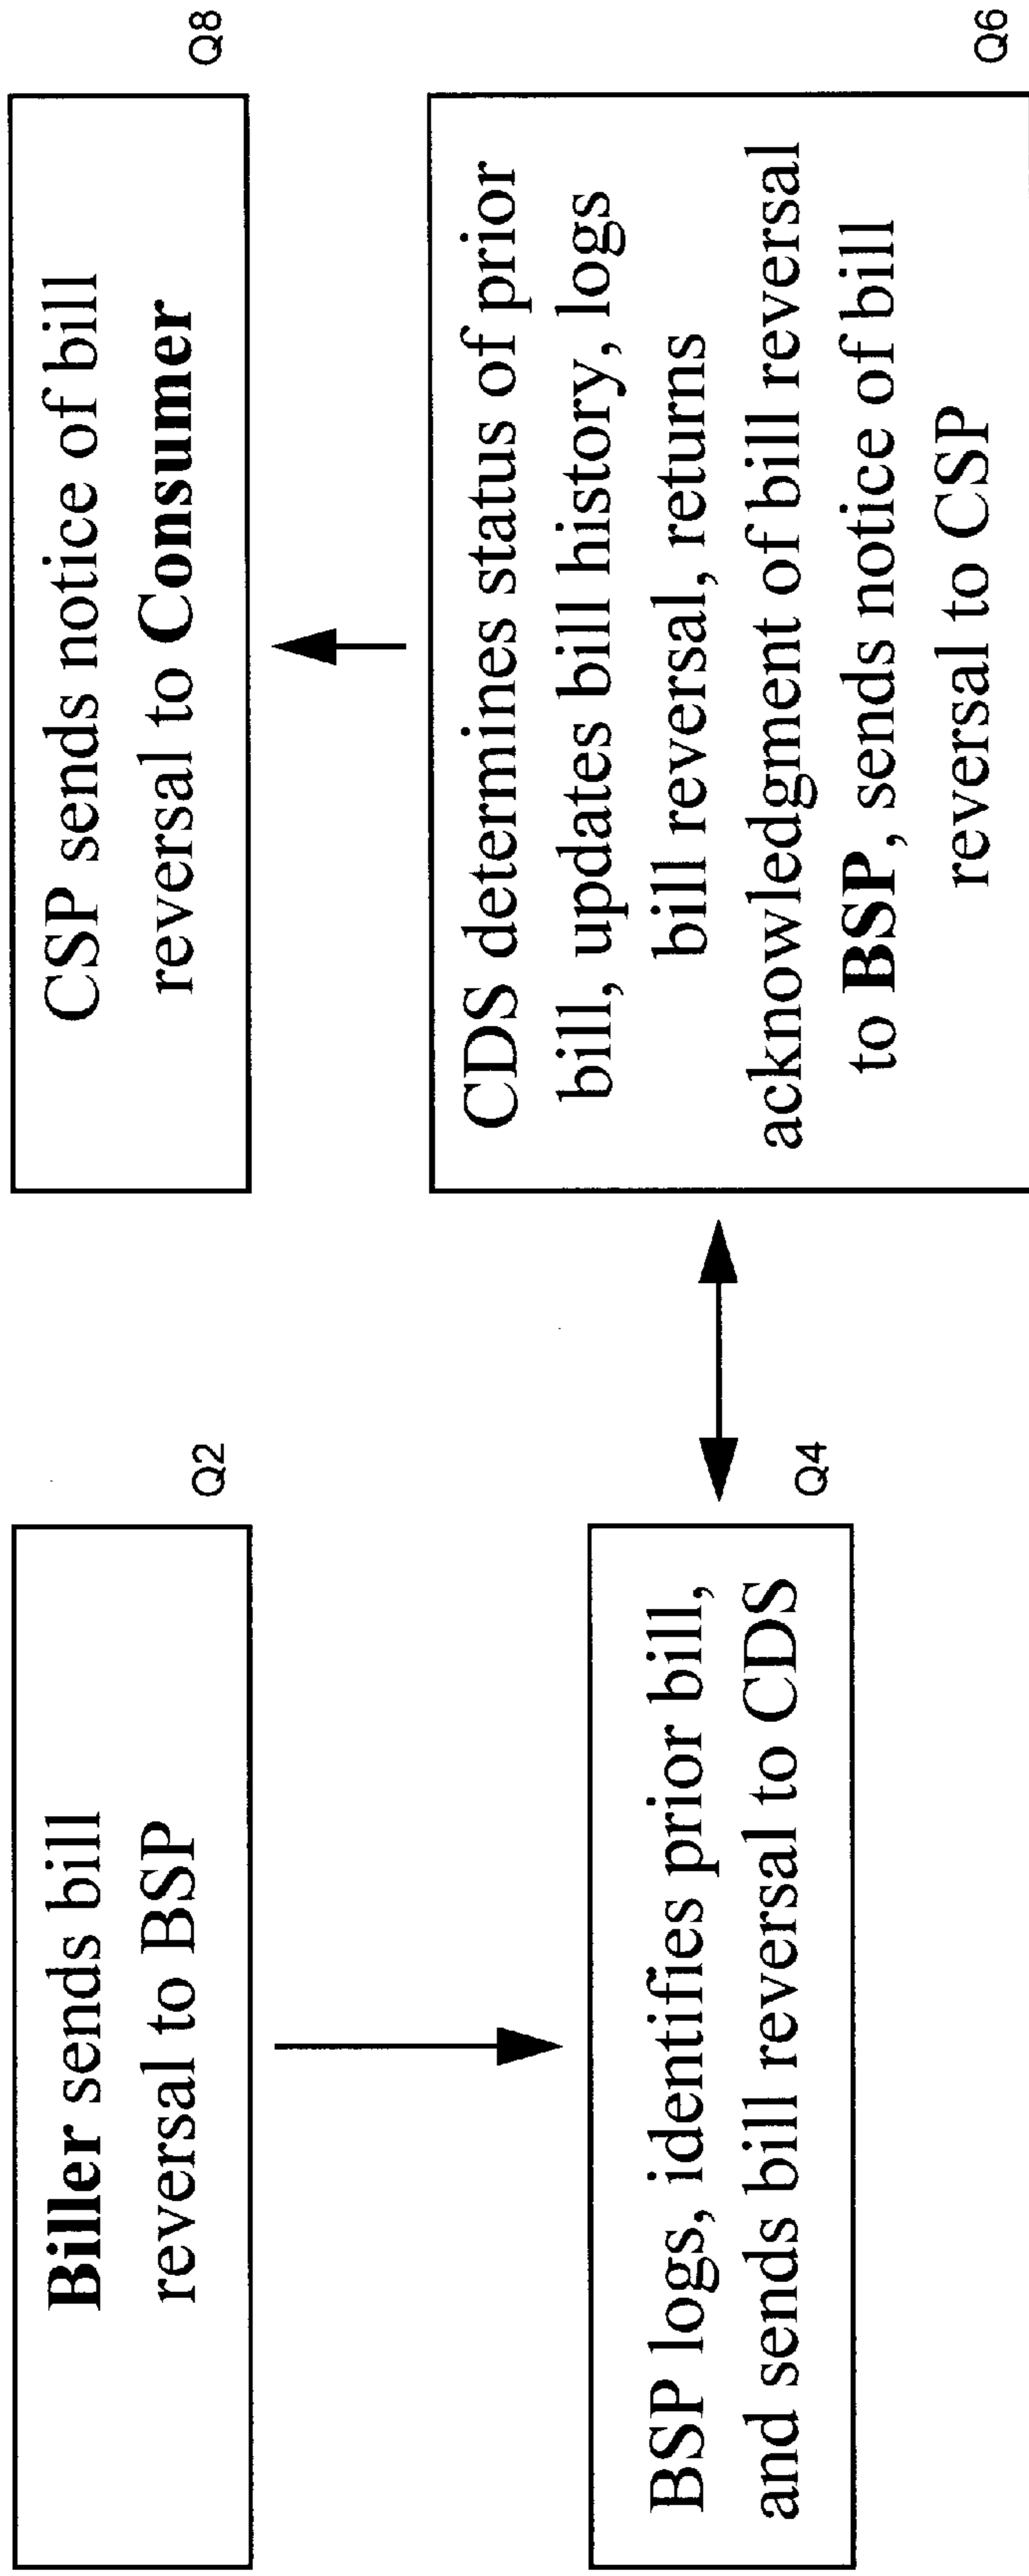 Biller sends bill
reversal to BSP
Q2
BSP logs, identifies prior bill,
and sends bill reversal to CDS
Q4
CDS determines status of prior
bill, updates bill history, logs
bill reversal, returns
acknowledgment of bill reversal
to BSP, sends notice of bill
reversal to CSP
Q6
CSP sends notice of bill
reversal to Consumer
Q8